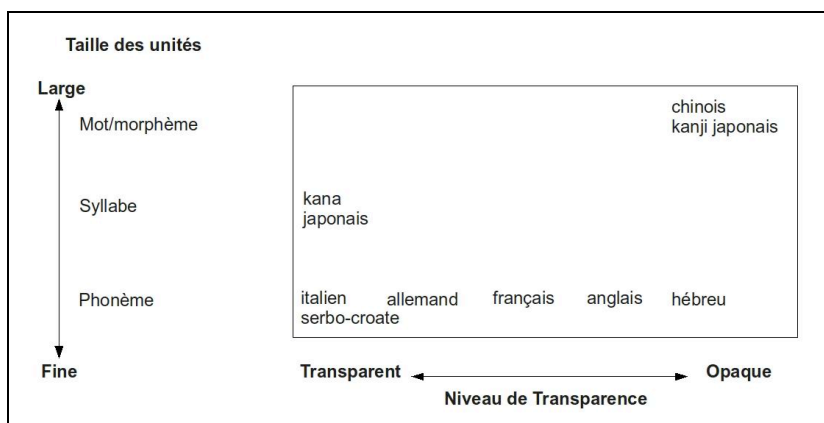 Taille des unités
Large
Mot/morphème
chinois
kanji japonais
Syllabe
kana
japonais
Phonème
italien allemand français anglais hébreu
serbo-croate
Fine
Transparent
Opaque
Niveau de Transparence